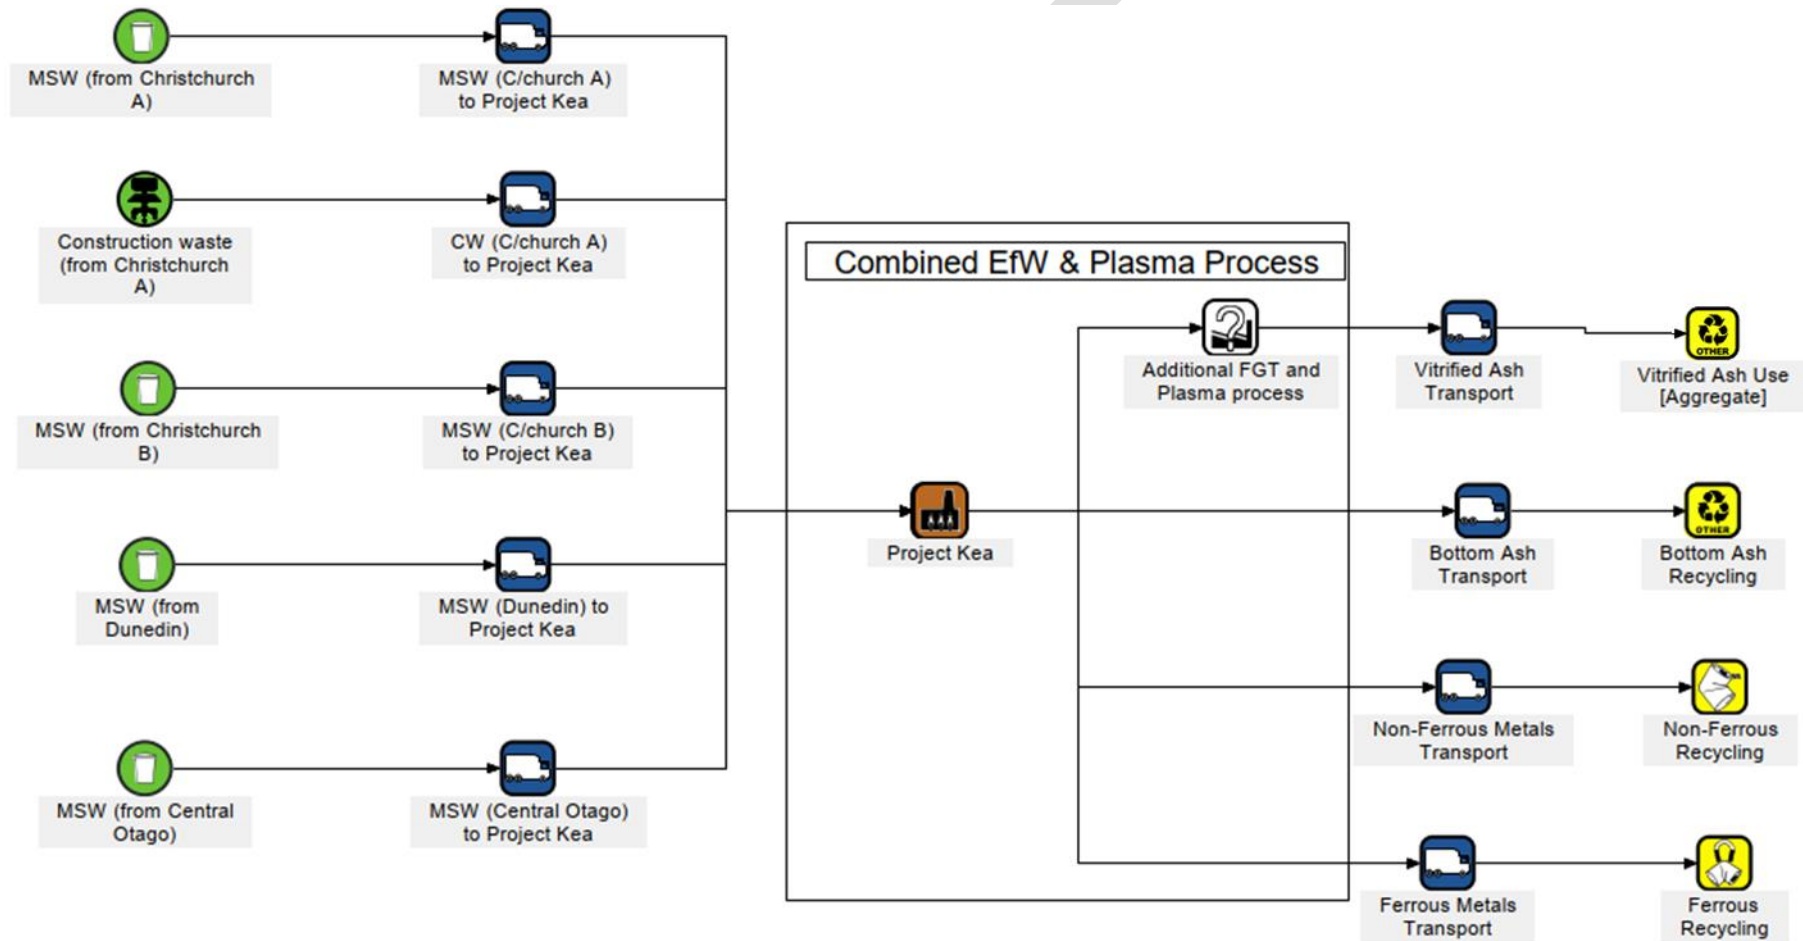 MSW (from Christchurch
A)
MSW (C/church A)
to Project Kea
Construction waste
(from Christchurch
A)
CW (C/church A)
to Project Kea
MSW (from Christchurch
B)
MSW (C/church B)
to Project Kea
MSW (from
Dunedin)
MSW (Dunedin) to
Project Kea
MSW (from Central
Otago)
MSW (Central Otago)
to Project Kea
Combined EfW & Plasma Process
Project Kea
Additional FGT and
Plasma process
Vitrified Ash
Transport
OTHER
Vitrified Ash Use
[Aggregate]
Bottom Ash
Transport
OTHER
Bottom Ash
Recycling
Non-Ferrous Metals
Transport
Non-Ferrous
Recycling
Ferrous Metals
Transport
Ferrous
Recycling